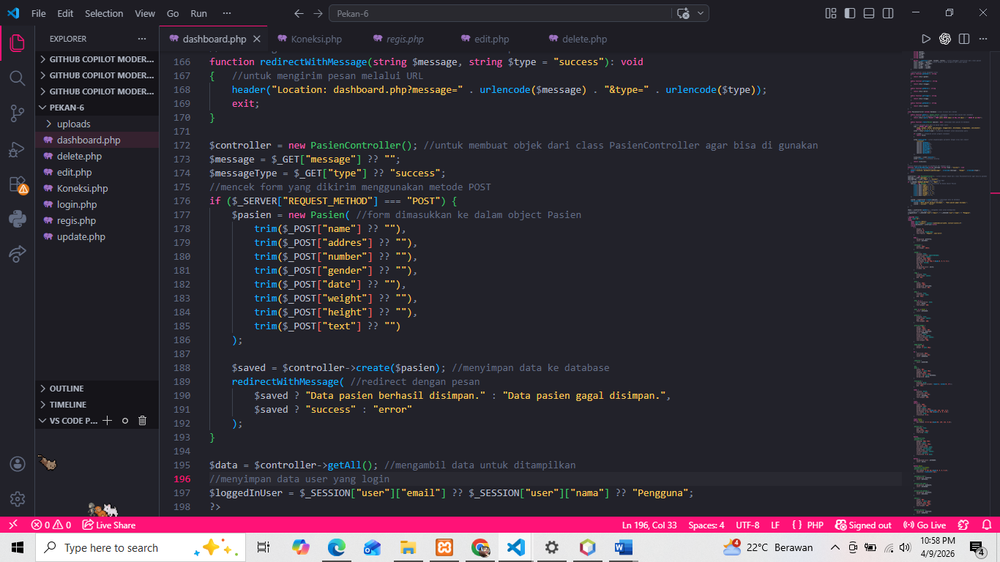 File Edit Selection View Go Run ···
Pekan-6
EXPLORER ···
GITHUB COPILOT MODER...
GITHUB COPILOT MODER...
GITHUB COPILOT MODER...
PEKAN-6
uploads
dashboard.php
delete.php
edit.php
Koneksi.php
login.php
regis.php
update.php
OUTLINE
TIMELINE
VS CODE P...
dashboard.php Koneksi.php regis.php edit.php delete.php
166 function redirectWithMessage(string $message, string $type = "success"): void
167 { //untuk mengirim pesan melalui URL
168 header("Location: dashboard.php?message=" . urlencode($message) . "&type=" . urlencode($type));
169 exit;
170 }
171
172 $controller = new PasienController(); //untuk membuat objek dari class PasienController agar bisa di gunakan
173 $message = $_GET["message"] ?? "";
174 $messageType = $_GET["type"] ?? "success";
175 //mencek form yang dikirim menggunakan metode POST
176 if ($_SERVER["REQUEST_METHOD"] === "POST") {
177 $pasien = new Pasien( //form dimasukkan ke dalam object Pasien
178 trim($_POST["name"] ?? ""),
179 trim($_POST["addres"] ?? ""),
180 trim($_POST["number"] ?? ""),
181 trim($_POST["gender"] ?? ""),
182 trim($_POST["date"] ?? ""),
183 trim($_POST["weight"] ?? ""),
184 trim($_POST["height"] ?? ""),
185 trim($_POST["text"] ?? "")
186 );
187
188 $saved = $controller->create($pasien); //menyimpan data ke database
189 redirectWithMessage( //redirect dengan pesan
190 $saved ? "Data pasien berhasil disimpan." : "Data pasien gagal disimpan.",
191 $saved ? "success" : "error"
192 );
193 }
194
195 $data = $controller->getAll(); //mengambil data untuk ditampilkan
196 //menyimpan data user yang login
197 $loggedInUser = $_SESSION["user"]["email"] ?? $_SESSION["user"]["nama"] ?? "Pengguna";
198 ?>
0 0 Live Share Ln 196, Col 33 Spaces: 4 UTF-8 LF { } PHP Signed out Go Live
Type here to search
4 22°C Berawan
10:58 PM
4/9/2026
4